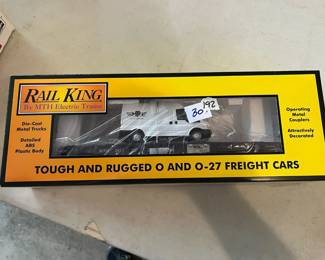 RAIL KING
By MTH Electric Trains
Die-Cast
Metal Trucks
Detailed
ABS
Plastic Body
192
30.
Operating
Metal
Couplers
Attractively
Decorated
TOUGH AND RUGGED O AND O-27 FREIGHT CARS